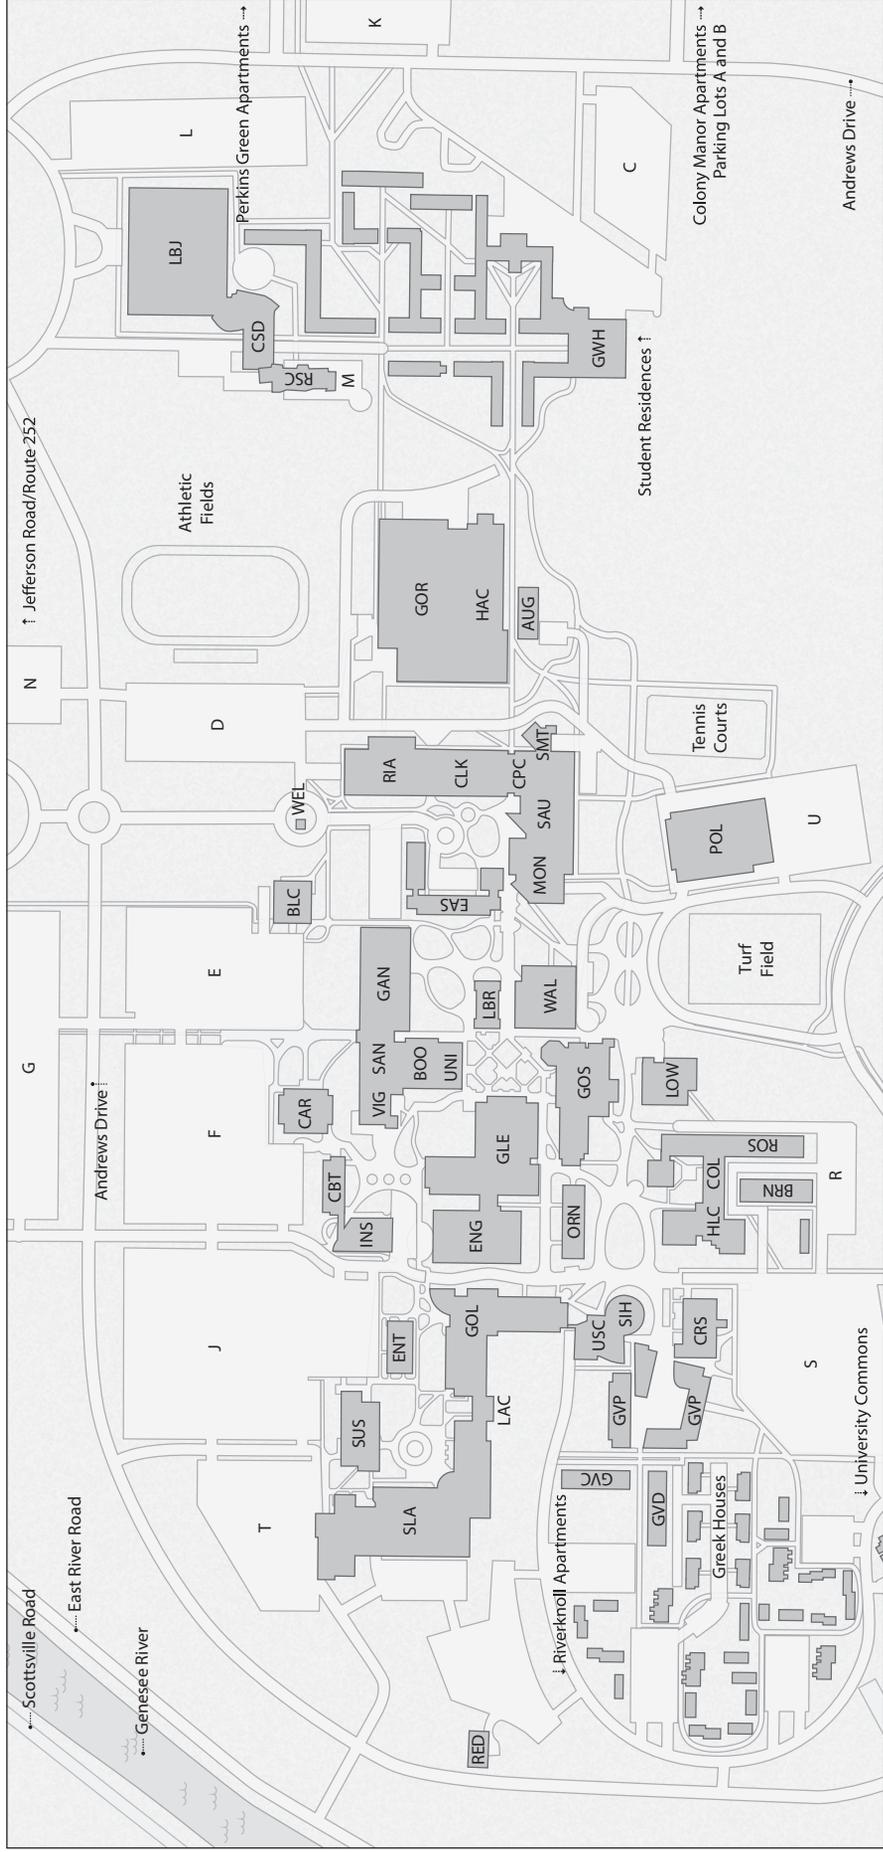 Scottsville Road
East River Road
Genesee River
T
J
F
G
E
D
N
L
K
C
M
U
R
S
↑ Jefferson Road/Route 252
Andrews Drive
Perkins Green Apartments
Colony Manor Apartments
Parking Lots A and B
Andrews Drive
Student Residences
Athletic
Fields
LBJ
CSD
RSC
GWH
GOR
HAC
AUG
Tennis
Courts
RIA
CLK
CPC
SMT
SAU
MON
WEL
BLC
EAS
POL
Turf
Field
GAN
SAN
VIG
BOO
UNI
LBR
WAL
CAR
CBT
INS
GLE
ENG
GOS
ORN
LOW
ROS
COL
HLC
BRN
ENT
SUS
GOL
LAC
SLA
USC
SIH
CRS
GVP
GVP
GVC
GVD
Greek Houses
Riverknoll Apartments
University Commons
RED